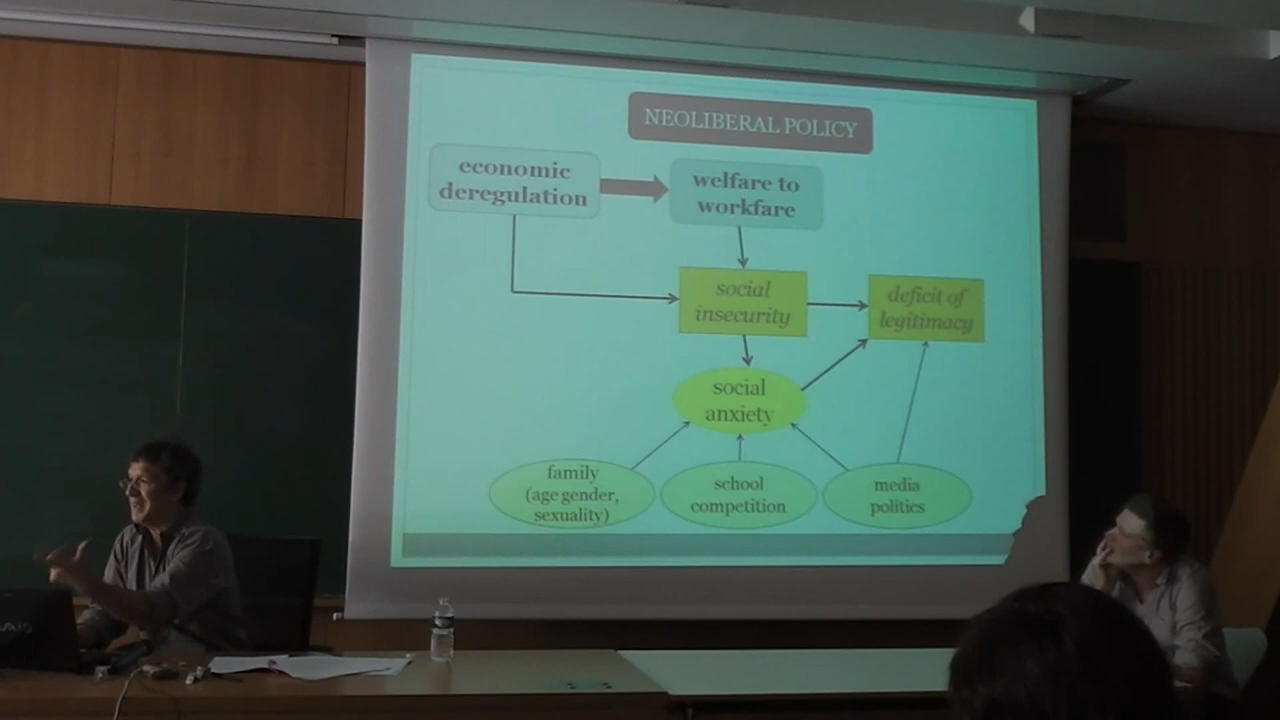 NEOLIBERAL POLICY
economic
deregulation
welfare to
workfare
social
insecurity
deficit of
legitimacy
social
anxiety
family
(age gender,
sexuality)
school
competition
media
politics
VAIO